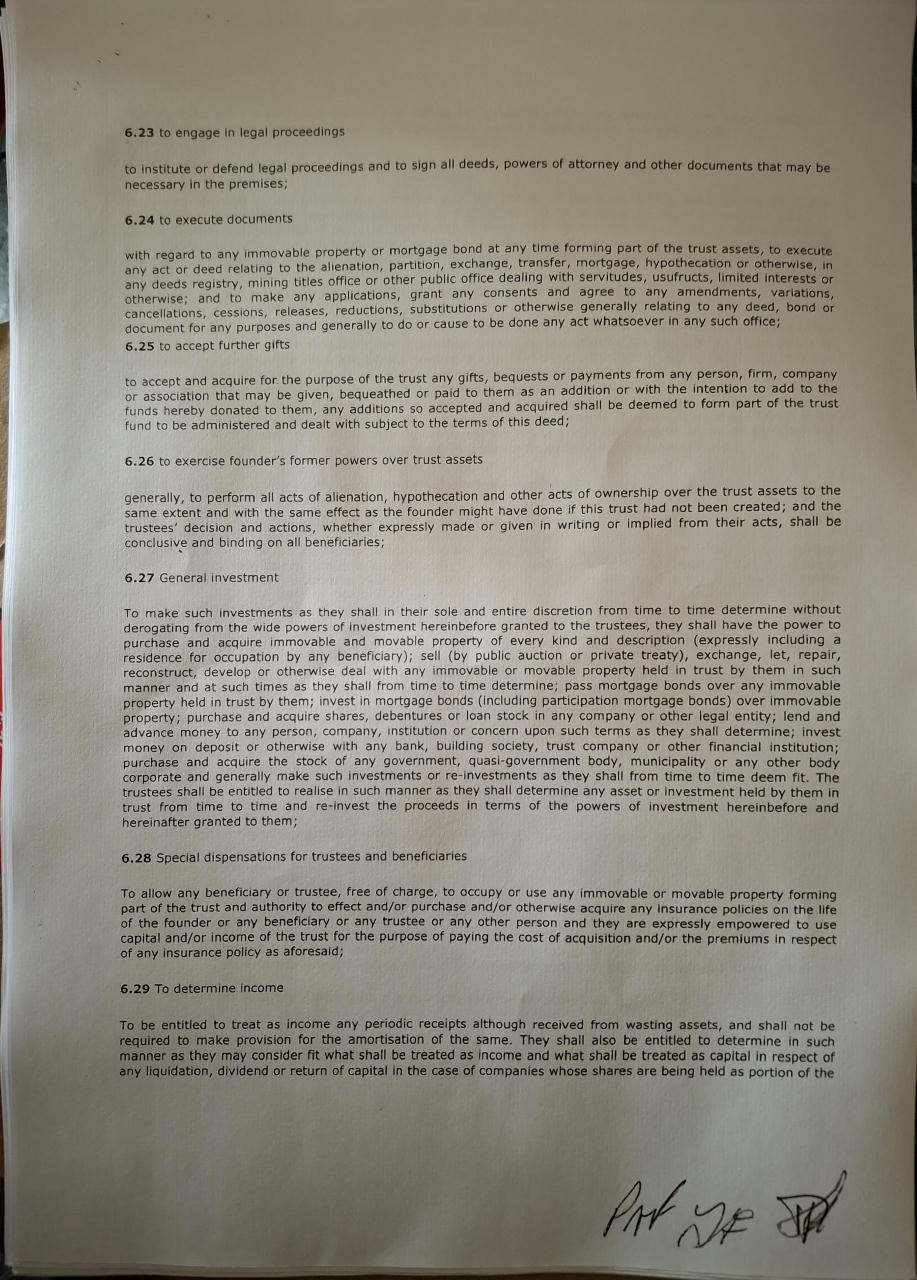 6.23 to engage in legal proceedings
to institute or defend legal proceedings and to sign all deeds, powers of attorney and other documents that may be
necessary in the premises;
6.24 to execute documents
with regard to any immovable property or mortgage bond at any time forming part of the trust assets, to execute
any act or deed relating to the alienation, partition, exchange, transfer, mortgage, hypothecation or otherwise, in
any deeds registry, mining titles office or other public office dealing with servitudes, usufructs, limited interests or
otherwise; and to make any applications, grant any consents and agree to any amendments, variations,
cancellations, cessions, releases, reductions, substitutions or otherwise generally relating to any deed, bond or
document for any purposes and generally to do or cause to be done any act whatsoever in any such office;
6.25 to accept further gifts
to accept and acquire for the purpose of the trust any gifts, bequests or payments from any person, firm, company
or association that may be given, bequeathed or paid to them as an addition or with the intention to add to the
funds hereby donated to them, any additions so accepted and acquired shall be deemed to form part of the trust
fund to be administered and dealt with subject to the terms of this deed;
6.26 to exercise founder's former powers over trust assets
generally, to perform all acts of alienation, hypothecation and other acts of ownership over the trust assets to the
same extent and with the same effect as the founder might have done if this trust had not been created; and the
trustees' decision and actions, whether expressly made or given in writing or implied from their acts, shall be
conclusive and binding on all beneficiaries;
6.27 General investment
To make such investments as they shall in their sole and entire discretion from time to time determine without
derogating from the wide powers of investment hereinbefore granted to the trustees, they shall have the power to
purchase and acquire immovable and movable property of every kind and description (expressly including a
residence for occupation by any beneficiary); sell (by public auction or private treaty), exchange, let, repair,
reconstruct, develop or otherwise deal with any immovable or movable property held in trust by them in such
manner and at such times as they shall from time to time determine; pass mortgage bonds over any immovable
property held in trust by them; invest in mortgage bonds (including participation mortgage bonds) over immovable
property; purchase and acquire shares, debentures or loan stock in any company or other legal entity; lend and
advance money to any person, company, institution or concern upon such terms as they shall determine; invest
money on deposit or otherwise with any bank, building society, trust company or other financial institution;
purchase and acquire the stock of any government, quasi-government body, municipality or any other body
corporate and generally make such investments or re-investments as they shall from time to time deem fit. The
trustees shall be entitled to realise in such manner as they shall determine any asset or investment held by them in
trust from time to time and re-invest the proceeds in terms of the powers of investment hereinbefore and
hereinafter granted to them;
6.28 Special dispensations for trustees and beneficiaries
To allow any beneficiary or trustee, free of charge, to occupy or use any immovable or movable property forming
part of the trust and authority to effect and/or purchase and/or otherwise acquire any insurance policies on the life
of the founder or any beneficiary or any trustee or any other person and they are expressly empowered to use
capital and/or income of the trust for the purpose of paying the cost of acquisition and/or the premiums in respect
of any insurance policy as aforesaid;
6.29 To determine income
To be entitled to treat as income any periodic receipts although received from wasting assets, and shall not be
required to make provision for the amortisation of the same. They shall also be entitled to determine in such
manner as they may consider fit what shall be treated as income and what shall be treated as capital in respect of
any liquidation, dividend or return of capital in the case of companies whose shares are being held as portion of the